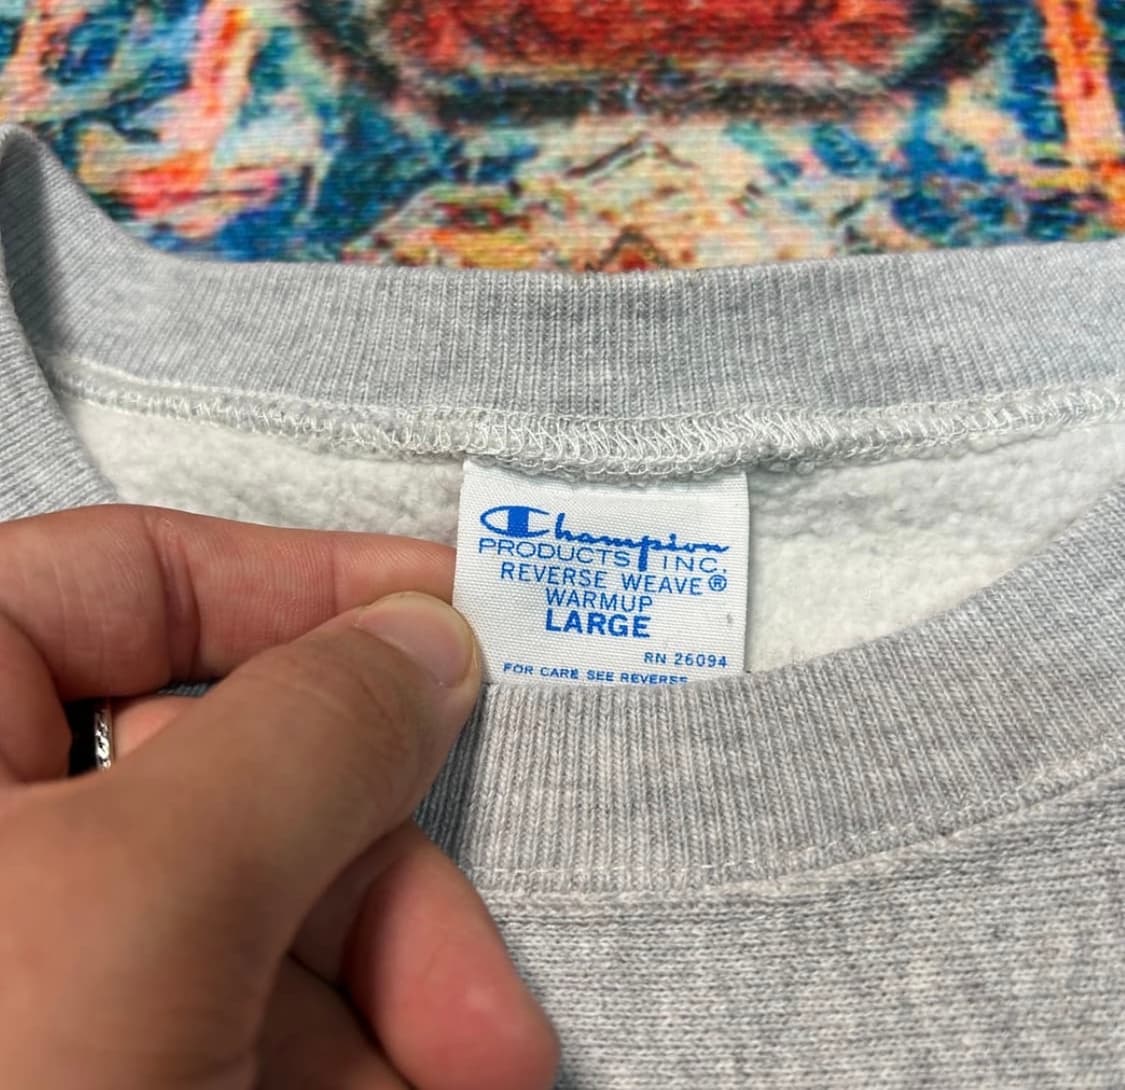 Champion
PRODUCTS INC.
REVERSE WEAVE®
WARMUP
LARGE
RN 26094
FOR CARE SEE REVERSE